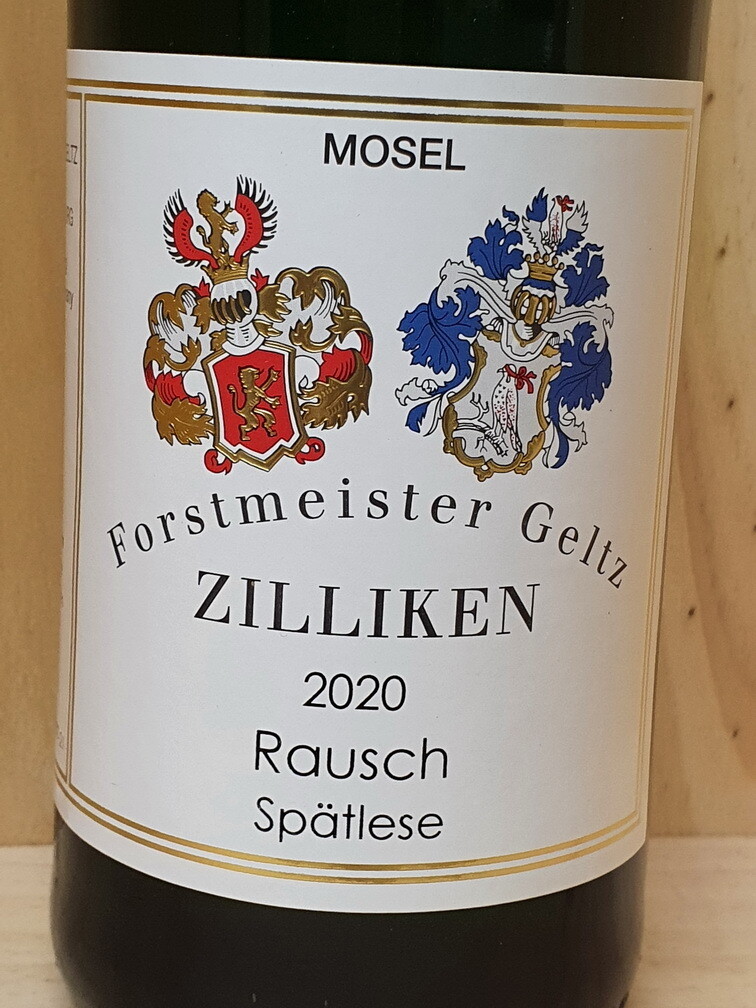 MOSEL
Forstmeister Geltz
ZILLIKEN
2020
Rausch
Spätlese